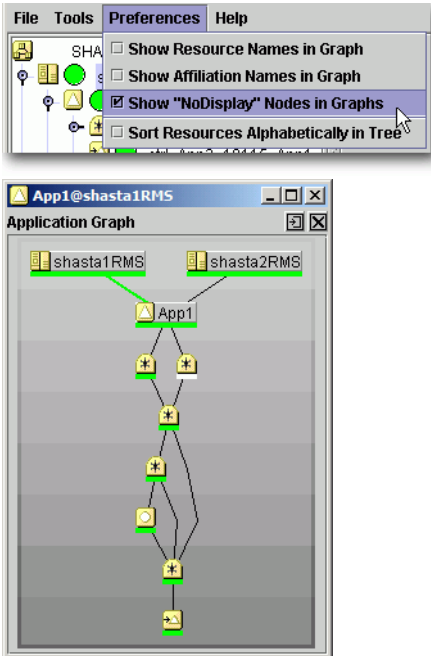 File Tools Preferences Help
SHA
Show Resource Names in Graph
Show Affiliation Names in Graph
Show "NoDisplay" Nodes in Graphs
Sort Resources Alphabetically in Tree
App1@shasta1RMS
Application Graph
shasta1RMS shasta2RMS
App1